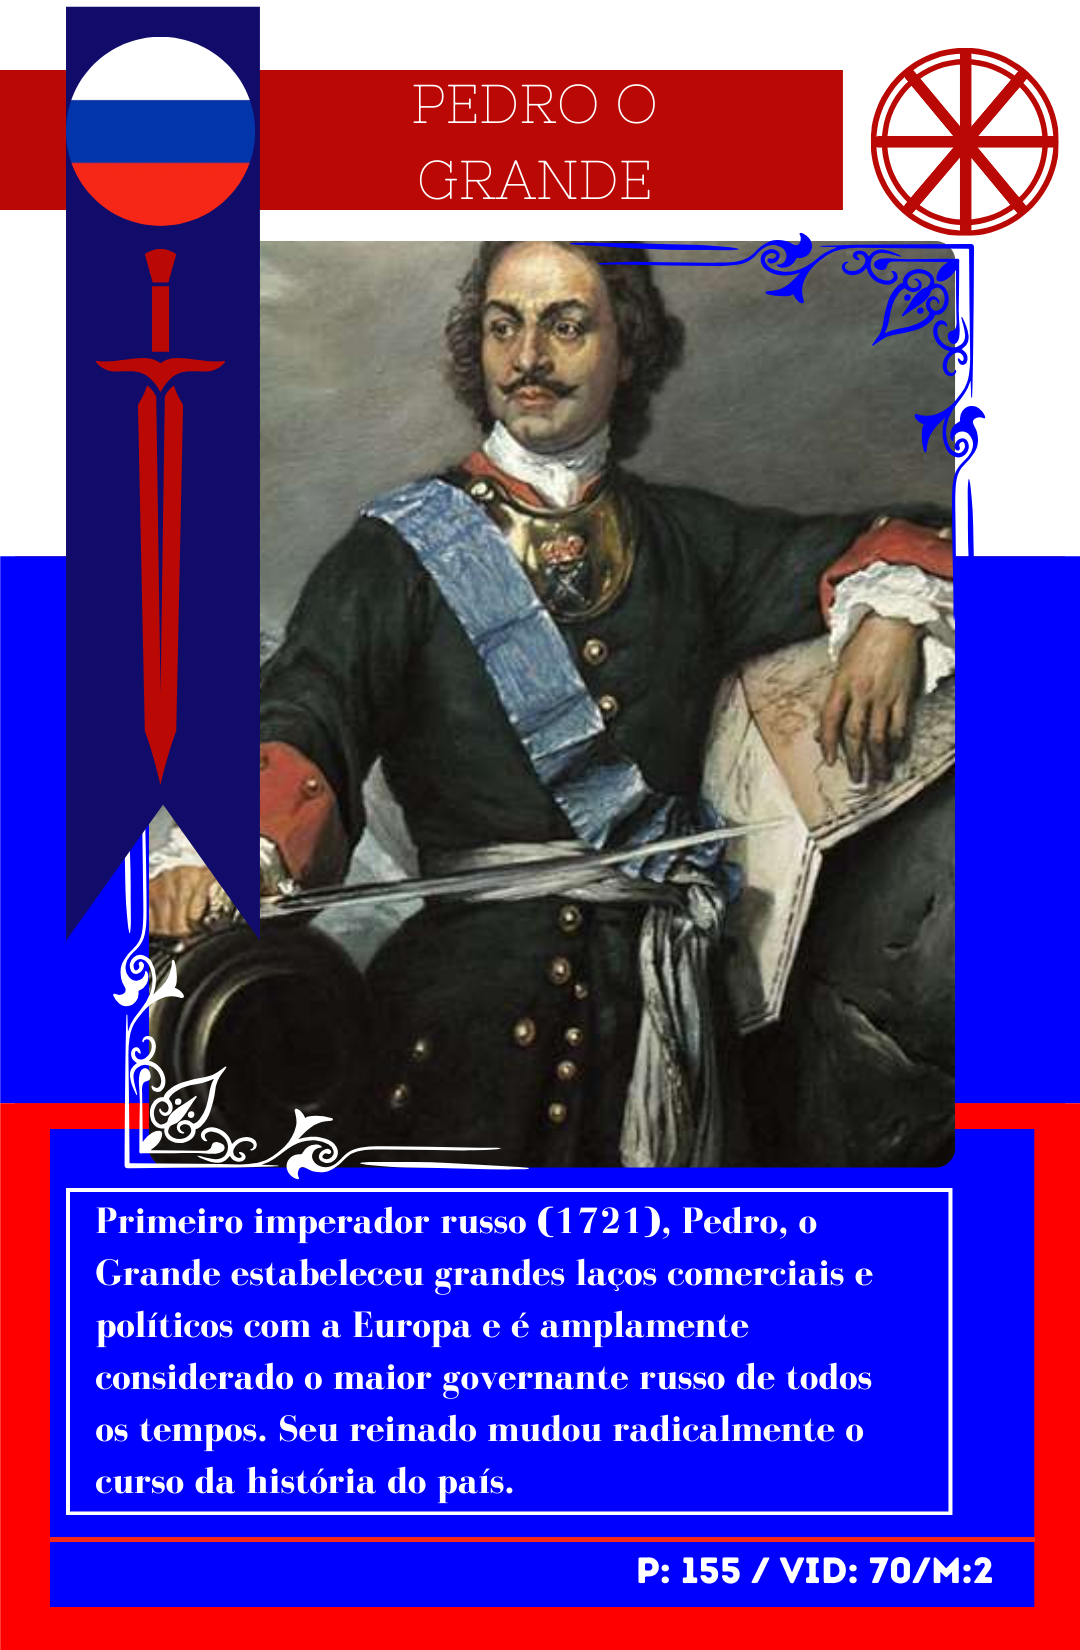 PEDRO O
GRANDE
Primeiro imperador russo (1721), Pedro, o
Grande estabeleceu grandes laços comerciais e
políticos com a Europa e é amplamente
considerado o maior governante russo de todos
os tempos. Seu reinado mudou radicalmente o
curso da história do país.
P: 155 / VID: 70/M:2